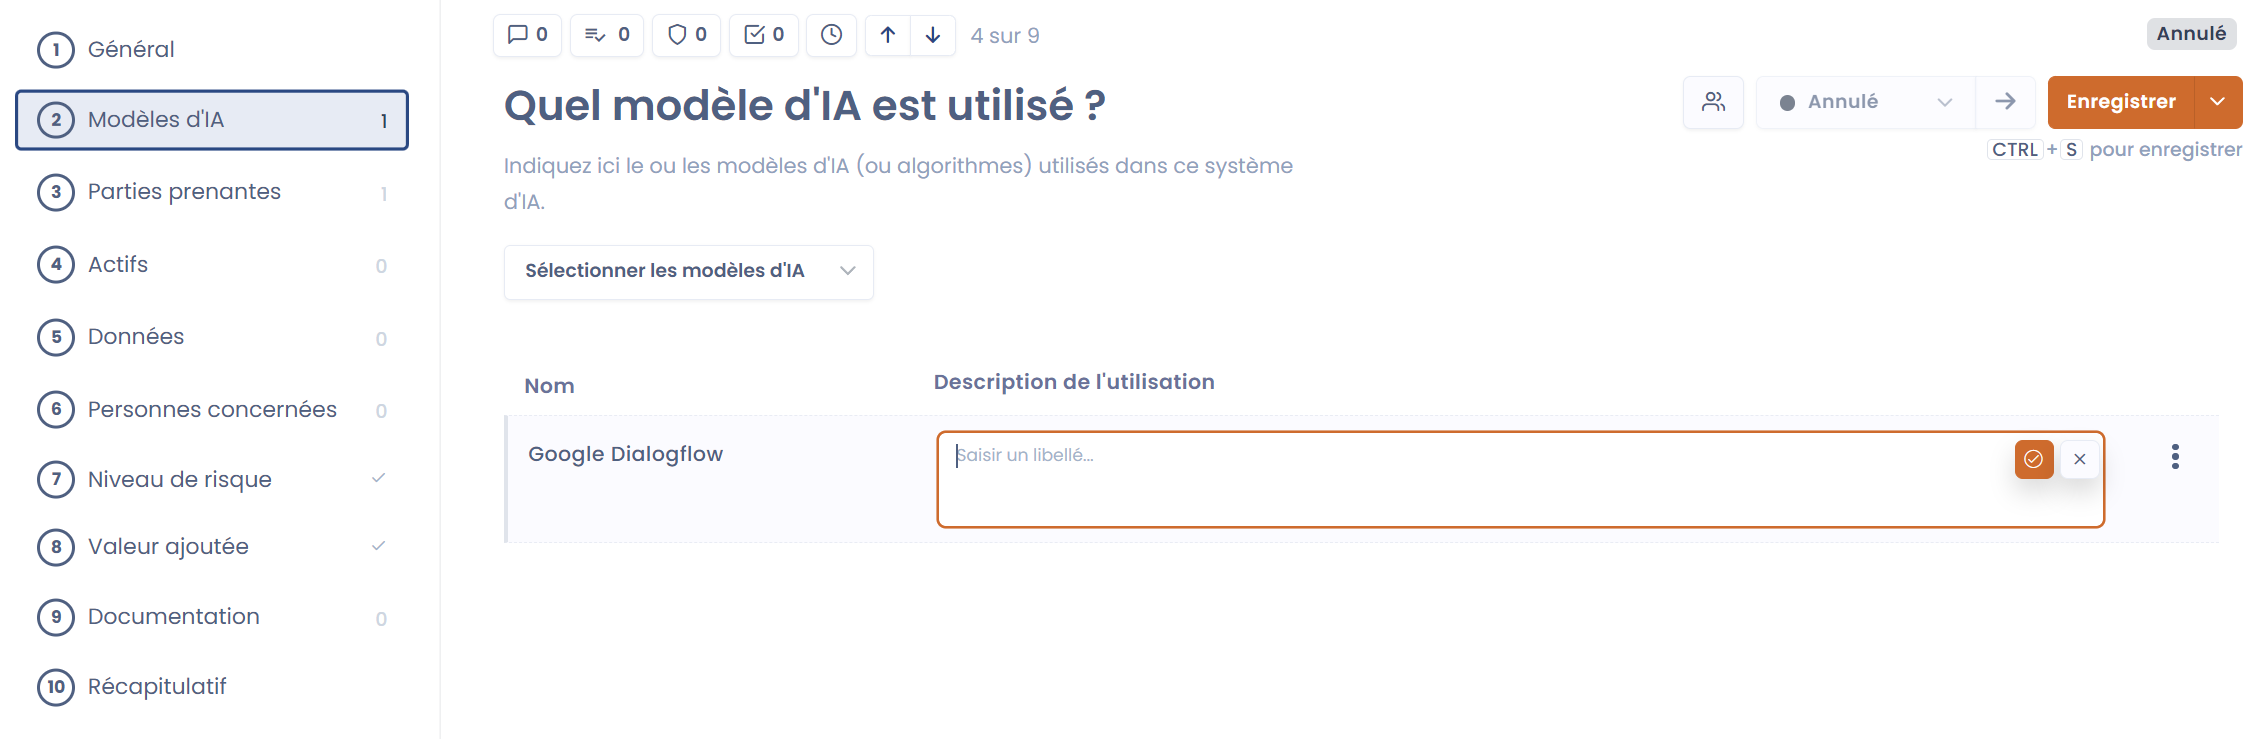 1 Général
2 Modèles d'IA 1
3 Parties prenantes 1
4 Actifs 0
5 Données 0
6 Personnes concernées 0
7 Niveau de risque
8 Valeur ajoutée
9 Documentation 0
10 Récapitulatif
0 0 0 0 4 sur 9
Annulé
Quel modèle d'IA est utilisé ?
Annulé
Enregistrer
CTRL + S pour enregistrer
Indiquez ici le ou les modèles d'IA (ou algorithmes) utilisés dans ce système
d'IA.
Sélectionner les modèles d'IA
Nom
Description de l'utilisation
Google Dialogflow
Saisir un libellé...